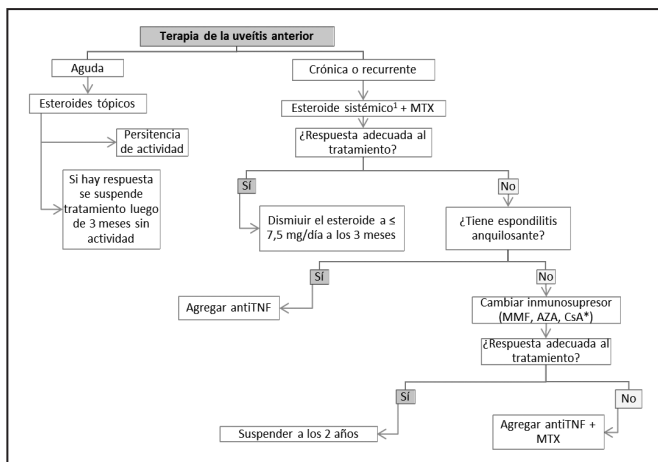 Terapia de la uveítis anterior
Aguda
Crónica o recurrente
Esteroides tópicos
Esteroide sistémico¹ + MTX
Persitencia
de actividad
¿Respuesta adecuada al
tratamiento?
Si hay respuesta
se suspende
tratamiento luego
de 3 meses sin
actividad
Sí
No
Dismiuir el esteroide a ≤
7,5 mg/día a los 3 meses
¿Tiene espondilitis
anquilosante?
Sí
No
Agregar antiTNF
Cambiar inmunosupresor
(MMF, AZA, CsA*)
¿Respuesta adecuada al
tratamiento?
Sí
No
Suspender a los 2 años
Agregar antiTNF +
MTX